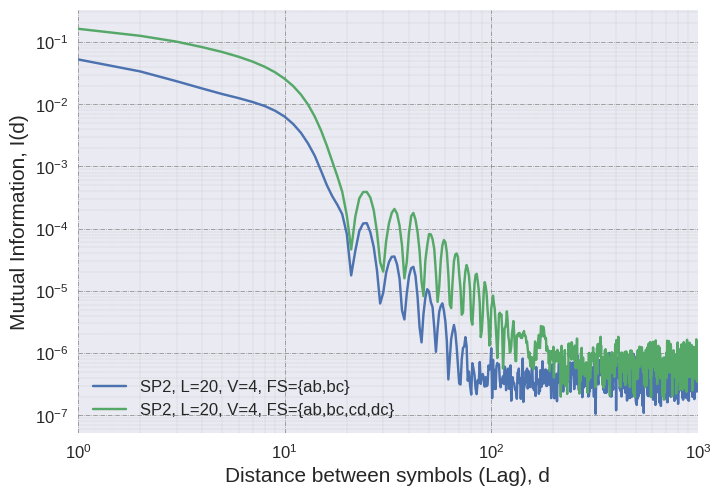 Mutual Information, I(d)
10⁻¹
10⁻²
10⁻³
10⁻⁴
10⁻⁵
10⁻⁶
10⁻⁷
SP2, L=20, V=4, FS={ab,bc}
SP2, L=20, V=4, FS={ab,bc,cd,dc}
10⁰ 10¹ 10² 10³
Distance between symbols (Lag), d